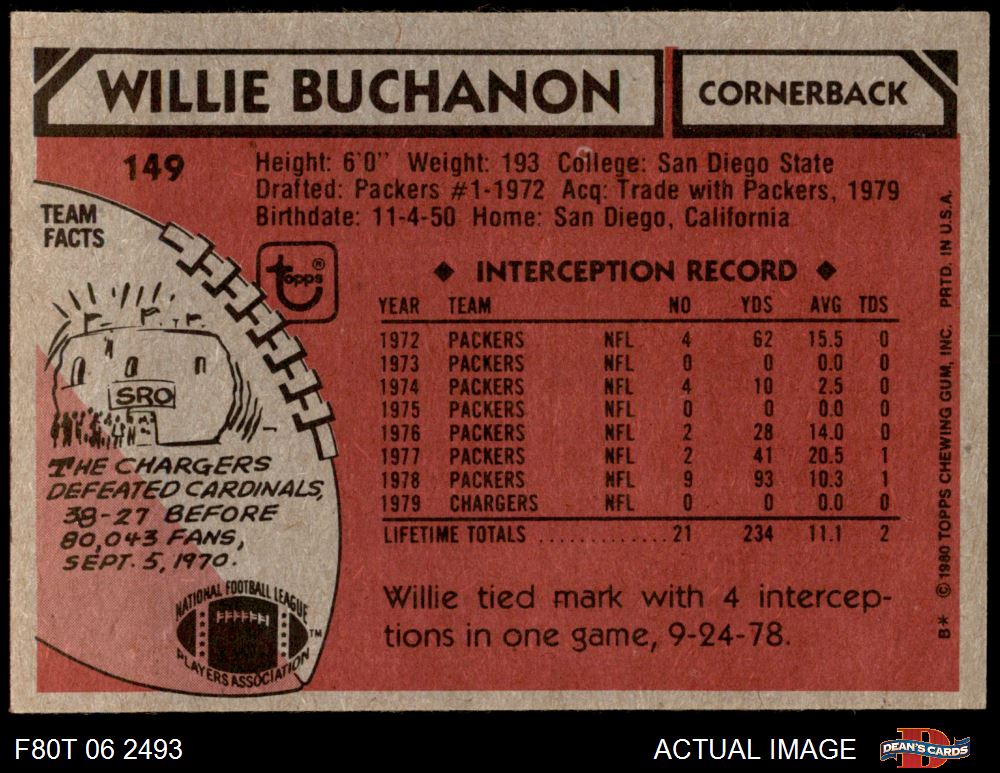 WILLIE BUCHANON
CORNERBACK
149
Height: 6'0" Weight: 193 College: San Diego State
Drafted: Packers #1-1972 Acq: Trade with Packers, 1979
Birthdate: 11-4-50 Home: San Diego, California
TEAM
FACTS
SRO
THE CHARGERS
DEFEATED CARDINALS,
38-27 BEFORE
80,043 FANS,
SEPT. 5, 1970.
NATIONAL FOOTBALL LEAGUE
PLAYERS ASSOCIATION
TM
topps®
◆ INTERCEPTION RECORD ◆
YEAR TEAM NO YDS AVG TDS
1972 PACKERS NFL 4 62 15.5 0
1973 PACKERS NFL 0 0 0.0 0
1974 PACKERS NFL 4 10 2.5 0
1975 PACKERS NFL 0 0 0.0 0
1976 PACKERS NFL 2 28 14.0 0
1977 PACKERS NFL 2 41 20.5 1
1978 PACKERS NFL 9 93 10.3 1
1979 CHARGERS NFL 0 0 0.0 0
LIFETIME TOTALS .............21 234 11.1 2
Willie tied mark with 4 intercep-
tions in one game, 9-24-78.
B* © 1980 TOPPS CHEWING GUM, INC. PRTD. IN U.S.A.
F80T 06 2493
ACTUAL IMAGE
DEAN'S CARDS